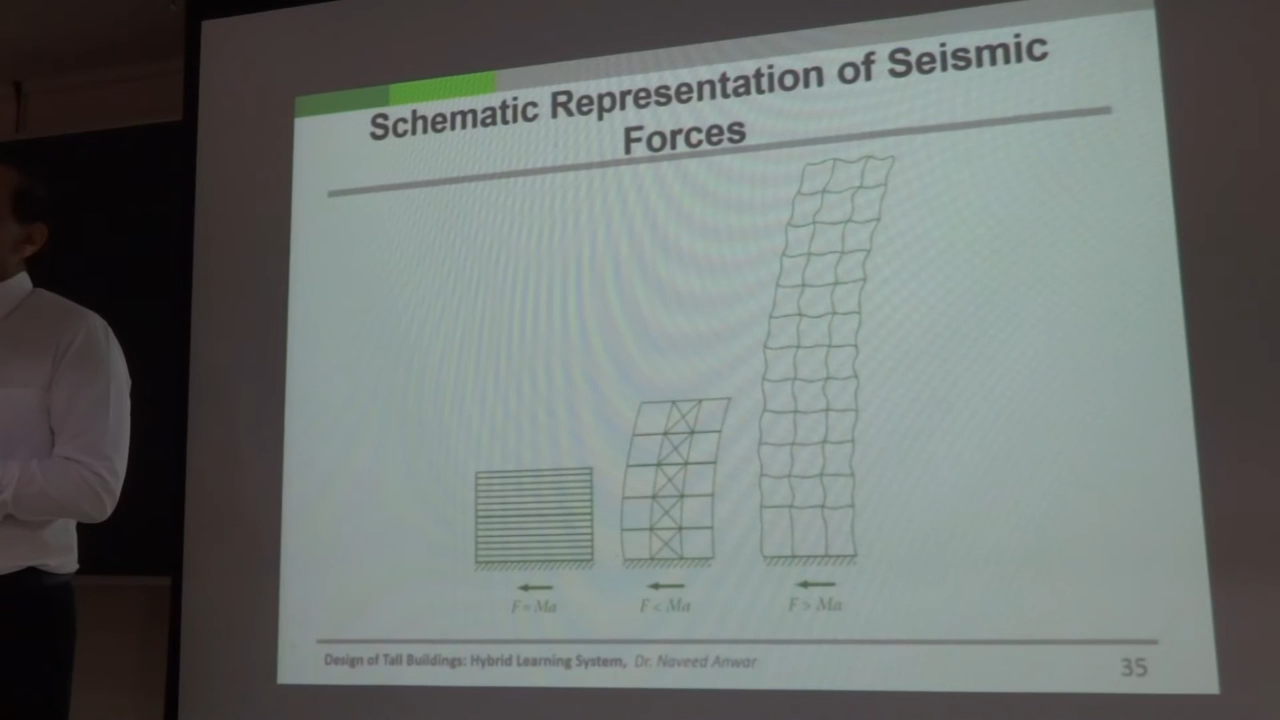 Schematic Representation of Seismic
Forces
F = Ma
F < Ma
F > Ma
Design of Tall Buildings: Hybrid Learning System, Dr. Naveed Anwar
35